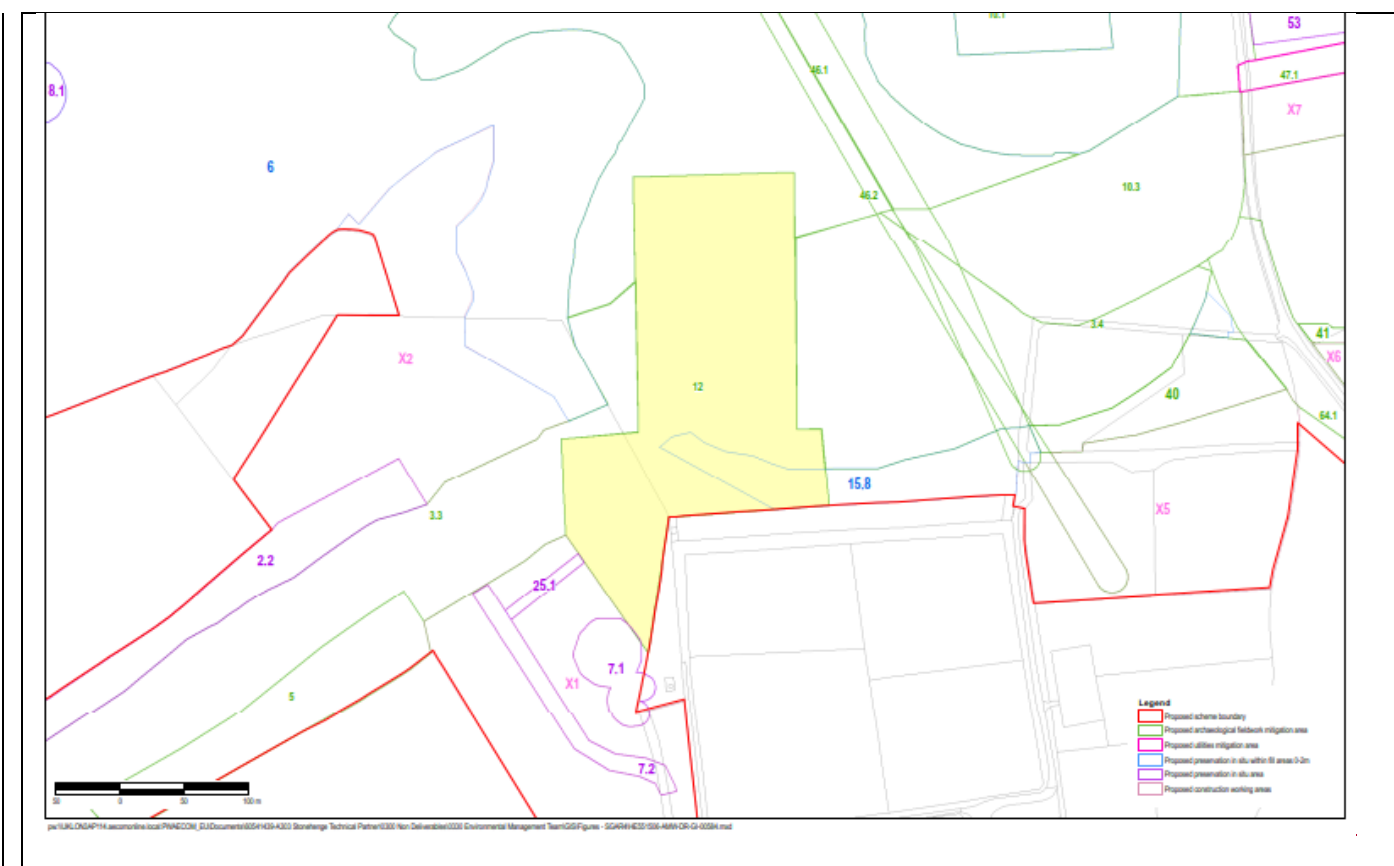 10.1
53
46.1
47.1
8.1
X7
6
10.3
46.2
3.4
41
X2
X6
12
40
64.1
15.8
3.3
X5
2.2
25.1
7.1
X1
5
7.2
Legend
Proposed scheme boundary
Proposed archaeological fieldwork mitigation area
Proposed utilities mitigation area
Proposed preservation in situ within fill areas 0-2m
Proposed preservation in situ area
Proposed construction working areas
50 0 50 100 m